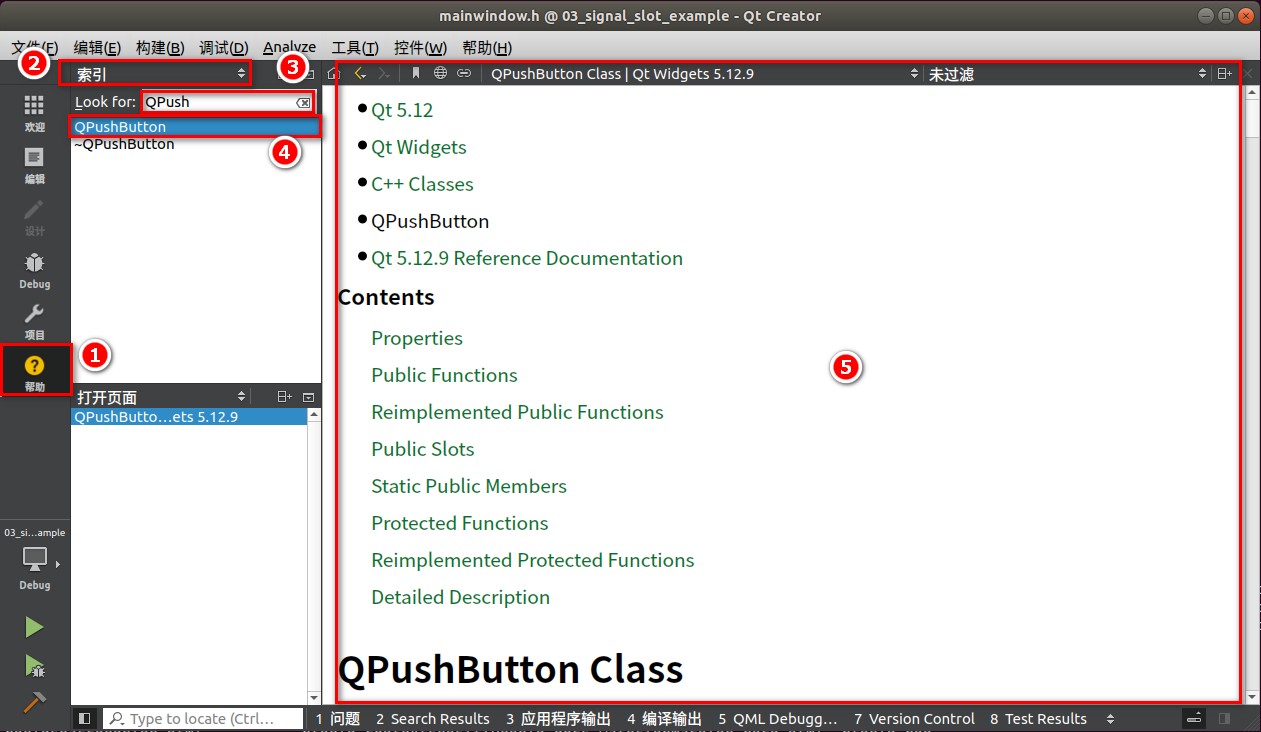 mainwindow.h @ 03_signal_slot_example - Qt Creator
文件(F) 编辑(E) 构建(B) 调试(D) Analyze 工具(T) 控件(W) 帮助(H)
2
索引
3
QPushButton Class | Qt Widgets 5.12.9
未过滤
Look for: QPush
QPushButton
~QPushButton
4
欢迎
编辑
设计
Debug
项目
帮助
1
打开页面
QPushButto...ets 5.12.9
03_si...ample
Debug
Qt 5.12
Qt Widgets
C++ Classes
QPushButton
Qt 5.12.9 Reference Documentation
Contents
Properties
Public Functions
5
Reimplemented Public Functions
Public Slots
Static Public Members
Protected Functions
Reimplemented Protected Functions
Detailed Description
QPushButton Class
Type to locate (Ctrl... 1 问题 2 Search Results 3 应用程序输出 4 编译输出 5 QML Debugg... 7 Version Control 8 Test Results